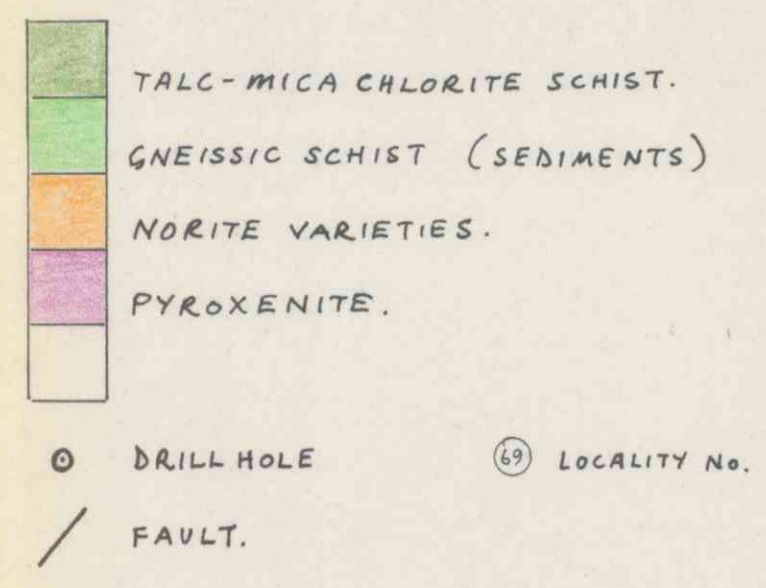 TALC-MICA CHLORITE SCHIST.
GNEISSIC SCHIST (SEDIMENTS)
NORITE VARIETIES.
PYROXENITE.
DRILL HOLE
69 LOCALITY No.
FAULT.